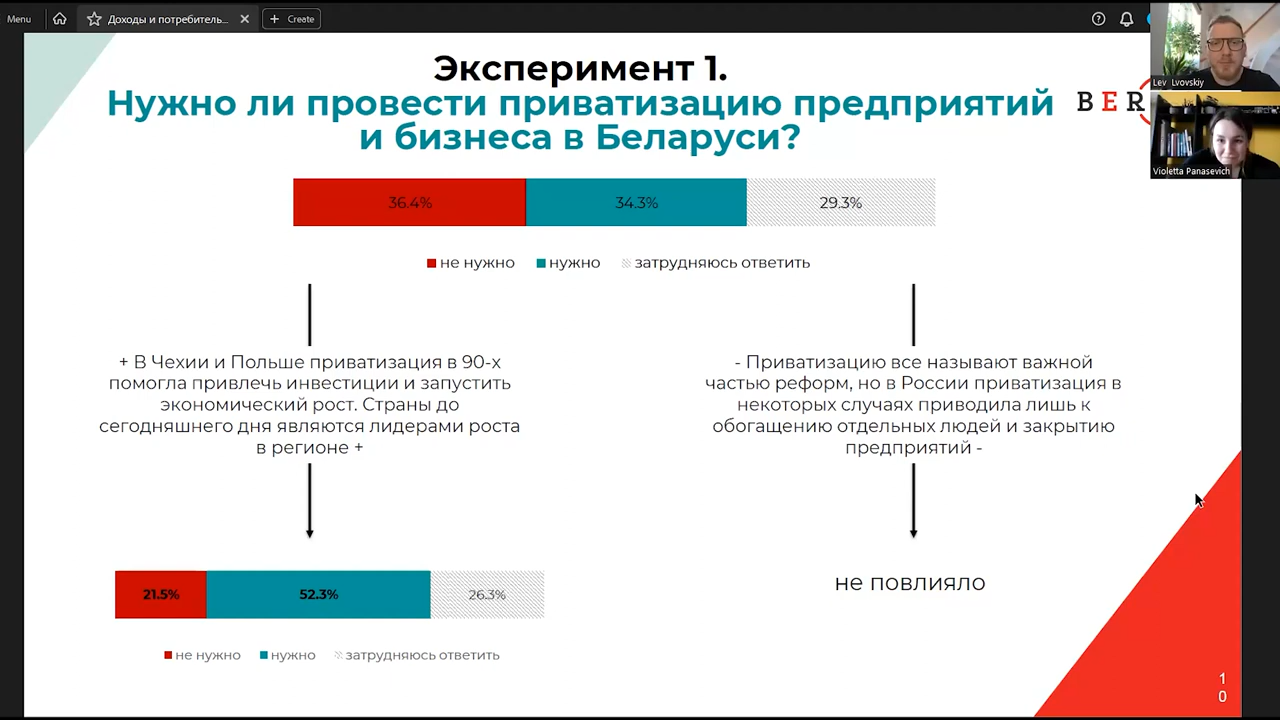 Menu
Доходы и потребитель...
Create
Lev Lvovskiy
Эксперимент 1.
Нужно ли провести приватизацию предприятий
и бизнеса в Беларуси?
BER
Violetta Panasevich
36.4% 34.3% 29.3%
не нужно нужно затрудняюсь ответить
+ В Чехии и Польше приватизация в 90-х
помогла привлечь инвестиции и запустить
экономический рост. Страны до
сегодняшнего дня являются лидерами роста
в регионе +
- Приватизацию все называют важной
частью реформ, но в России приватизация в
некоторых случаях приводила лишь к
обогащению отдельных людей и закрытию
предприятий -
21.5% 52.3% 26.3%
не нужно нужно затрудняюсь ответить
не повлияло
1
0